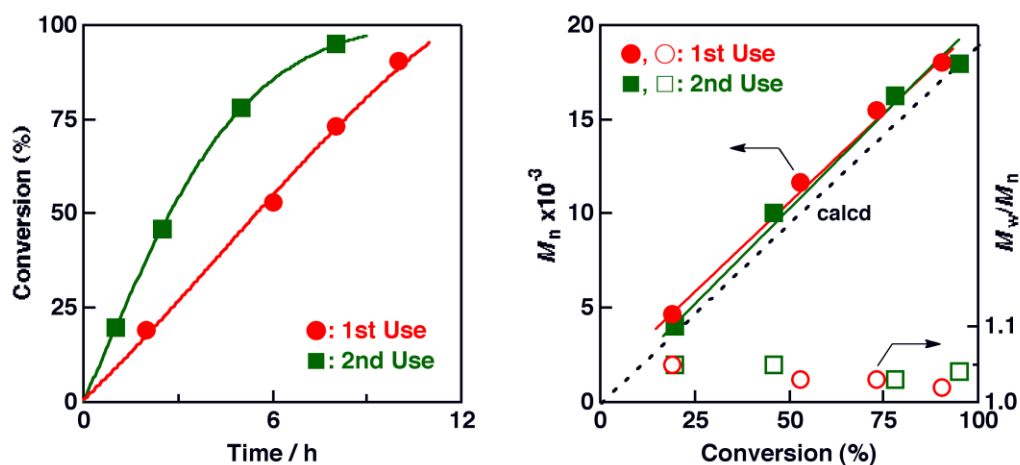 100
75
50
25
0
Conversion (%)
0
6
12
Time / h
●: 1st Use
■: 2nd Use
20
15
10
5
0
Mn x10-3
●, ○: 1st Use
■, □: 2nd Use
calcd
Mw/Mn
1.1
1.0
0
25
50
75
100
Conversion (%)